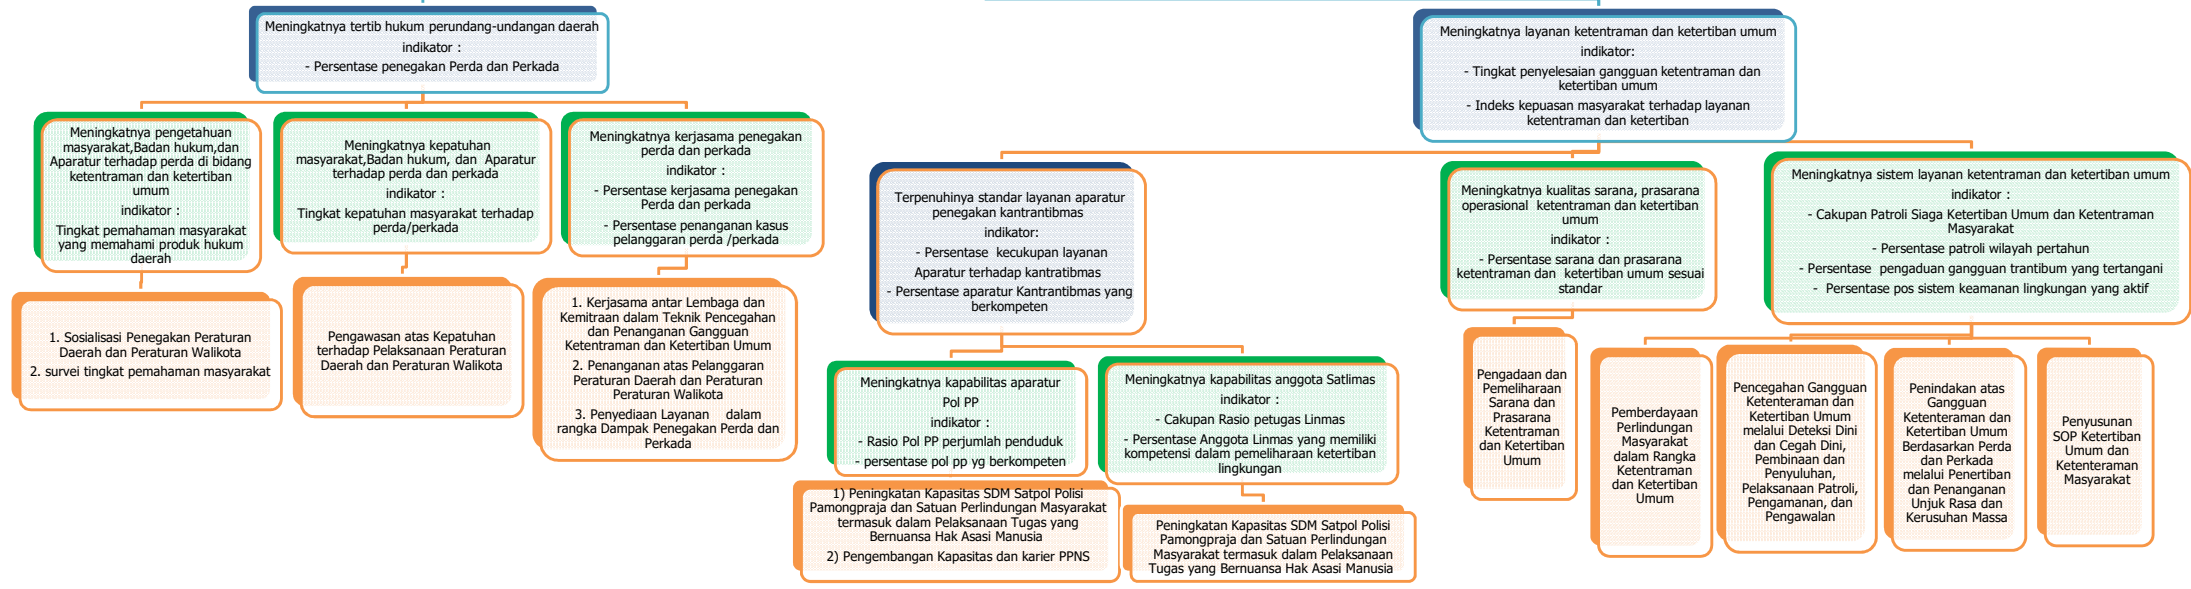 Meningkatnya tertib hukum perundang-undangan daerah
indikator :
- Persentase penegakan Perda dan Perkada
Meningkatnya layanan ketentraman dan ketertiban umum
indikator:
- Tingkat penyelesaian gangguan ketentraman dan
ketertiban umum
- Indeks kepuasan masyarakat terhadap layanan
ketentraman dan ketertiban
Meningkatnya pengetahuan
masyarakat,Badan hukum,dan
Aparatur terhadap perda di bidang
ketentraman dan ketertiban
umum
indikator :
Tingkat pemahaman masyarakat
yang memahami produk hukum
daerah
Meningkatnya kepatuhan
masyarakat,Badan hukum, dan Aparatur
terhadap perda dan perkada
indikator :
Tingkat kepatuhan masyarakat terhadap
perda/perkada
Meningkatnya kerjasama penegakan
perda dan perkada
indikator :
- Persentase kerjasama penegakan
Perda dan perkada
- Persentase penanganan kasus
pelanggaran perda /perkada
Terpenuhinya standar layanan aparatur
penegakan kantrantibmas
indikator:
- Persentase kecukupan layanan
Aparatur terhadap kantratibmas
- Persentase aparatur Kantrantibmas yang
berkompeten
Meningkatnya kualitas sarana, prasarana
operasional ketentraman dan ketertiban
umum
indikator :
- Persentase sarana dan prasarana
ketentraman dan ketertiban umum sesuai
standar
Meningkatnya sistem layanan ketentraman dan ketertiban umum
indikator :
- Cakupan Patroli Siaga Ketertiban Umum dan Ketentraman
Masyarakat
- Persentase patroli wilayah pertahun
- Persentase pengaduan gangguan trantibum yang tertangani
- Persentase pos sistem keamanan lingkungan yang aktif
1. Sosialisasi Penegakan Peraturan
Daerah dan Peraturan Walikota
2. survei tingkat pemahaman masyarakat
Pengawasan atas Kepatuhan
terhadap Pelaksanaan Peraturan
Daerah dan Peraturan Walikota
1. Kerjasama antar Lembaga dan
Kemitraan dalam Teknik Pencegahan
dan Penanganan Gangguan
Ketentraman dan Ketertiban Umum
2. Penanganan atas Pelanggaran
Peraturan Daerah dan Peraturan
Peraturan Walikota
3. Penyediaan Layanan dalam
rangka Dampak Penegakan Perda dan
Perkada
Meningkatnya kapabilitas aparatur
Pol PP
indikator :
- Rasio Pol PP perjumlah penduduk
- persentase pol pp yg berkompeten
Meningkatnya kapabilitas anggota Satlimas
indikator :
- Cakupan Rasio petugas Linmas
- Persentase Anggota Linmas yang memiliki
kompetensi dalam pemeliharaan ketertiban
lingkungan
1) Peningkatan Kapasitas SDM Satpol Polisi
Pamongpraja dan Satuan Perlindungan Masyarakat
termasuk dalam Pelaksanaan Tugas yang
Bernuansa Hak Asasi Manusia
2) Pengembangan Kapasitas dan karier PPNS
Peningkatan Kapasitas SDM Satpol Polisi
Pamongpraja dan Satuan Perlindungan
Masyarakat termasuk dalam Pelaksanaan
Tugas yang Bernuansa Hak Asasi Manusia
Pengadaan dan
Pemeliharaan
Sarana dan
Prasarana
Ketentraman
dan Ketertiban
Umum
Pemberdayaan
Perlindungan
Masyarakat
dalam Rangka
Ketentraman
dan Ketertiban
Umum
Pencegahan Gangguan
Ketenteraman dan
Ketertiban Umum
melalui Deteksi Dini
dan Cegah Dini,
Pembinaan dan
Penyuluhan,
Pelaksanaan Patroli,
Pengamanan, dan
Pengawalan
Penindakan atas
Gangguan
Ketenteraman dan
Ketertiban Umum
Berdasarkan Perda
dan Perkada
melalui Penertiban
dan Penanganan
Unjuk Rasa dan
Kerusuhan Massa
Penyusunan
SOP Ketertiban
Umum dan
Ketenteraman
Masyarakat